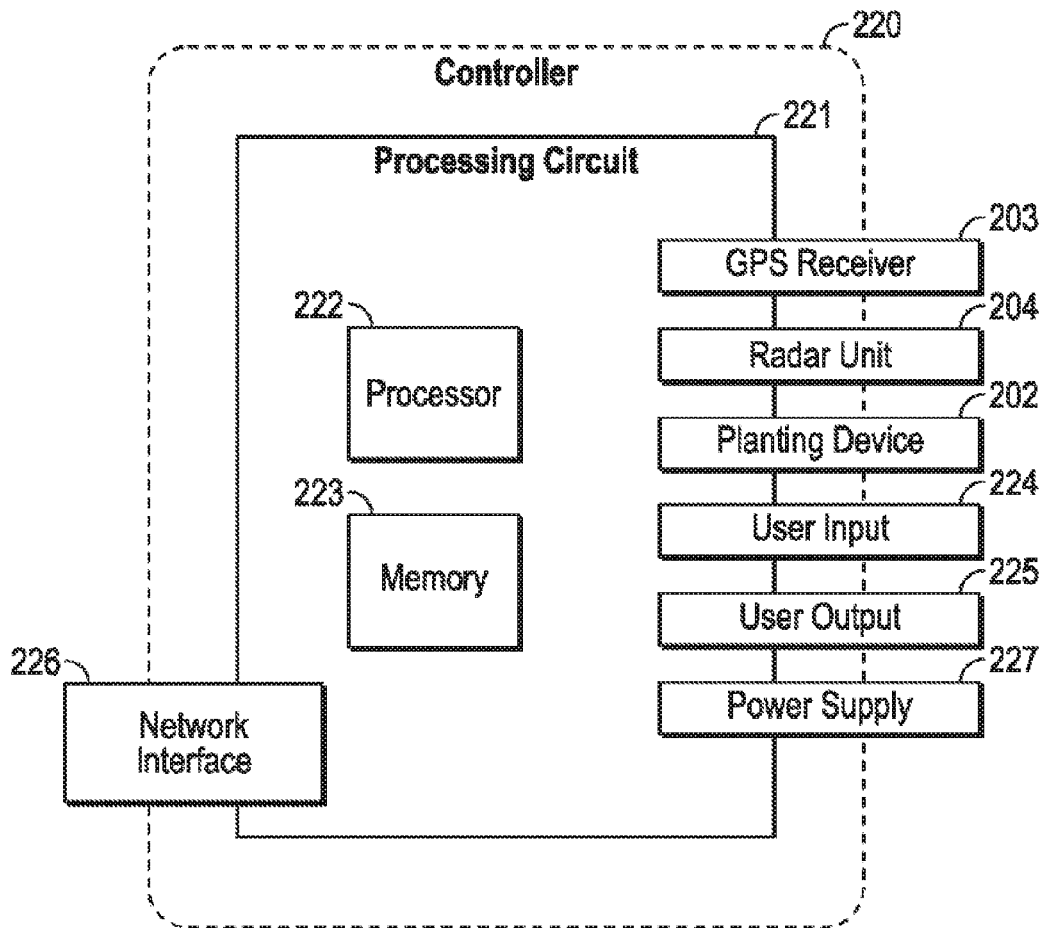 220
Controller
221
Processing Circuit
203
GPS Receiver
204
Radar Unit
222
Processor
202
Planting Device
224
User Input
223
Memory
225
User Output
226
Network
Interface
227
Power Supply